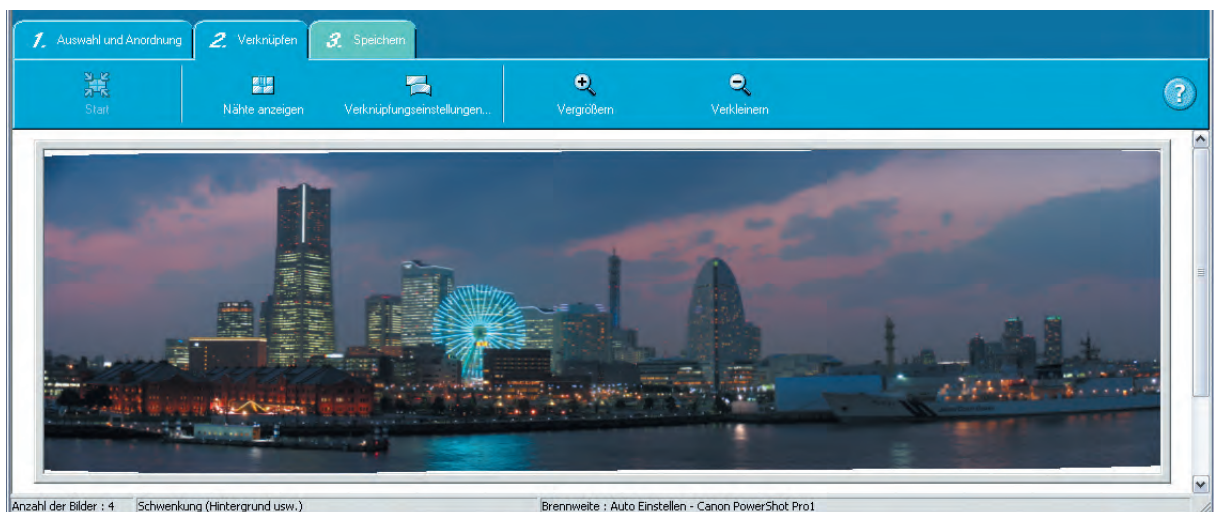 1. Auswahl und Anordnung 2. Verknüpfen 3. Speichern
Start Nähte anzeigen Verknüpfungseinstellungen... Vergrößern Verkleinern ?
Anzahl der Bilder : 4 Schwenkung (Hintergrund usw.) Brennweite : Auto Einstellen - Canon PowerShot Pro1